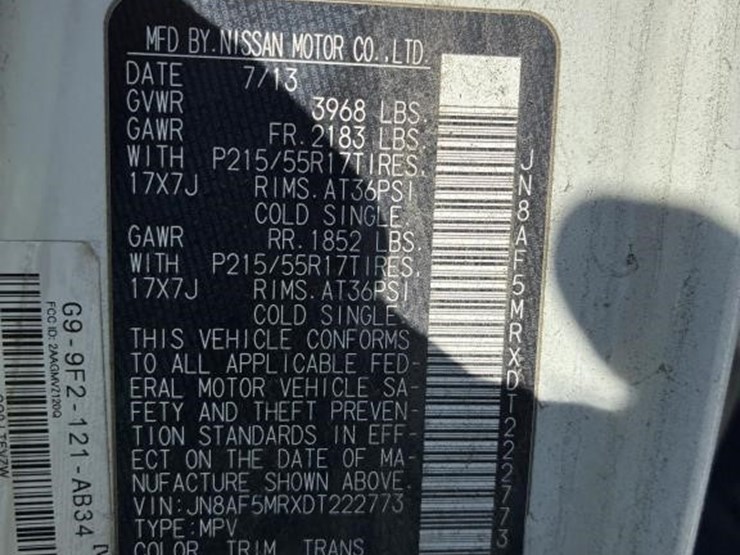 MFD BY.NISSAN MOTOR CO.,LTD.
DATE 7/13
GVWR 3968 LBS.
GAWR FR.2183 LBS.
WITH P215/55R17TIRES,
17X7J RIMS.AT36PSI
COLD SINGLE.
GAWR RR.1852 LBS.
WITH P215/55R17TIRES,
17X7J RIMS.AT36PSI
COLD SINGLE.
THIS VEHICLE CONFORMS
TO ALL APPLICABLE FED-
ERAL MOTOR VEHICLE SA-
FETY AND THEFT PREVEN-
TION STANDARDS IN EFF-
ECT ON THE DATE OF MA-
NUFACTURE SHOWN ABOVE.
VIN:JN8AF5MRXDT222773
TYPE:MPV
COLOR TRIM TRANS
JN8AF5MRXDT222773
G9-9F2-121-AB34
FCC ID: 2AAGMVZ120Q